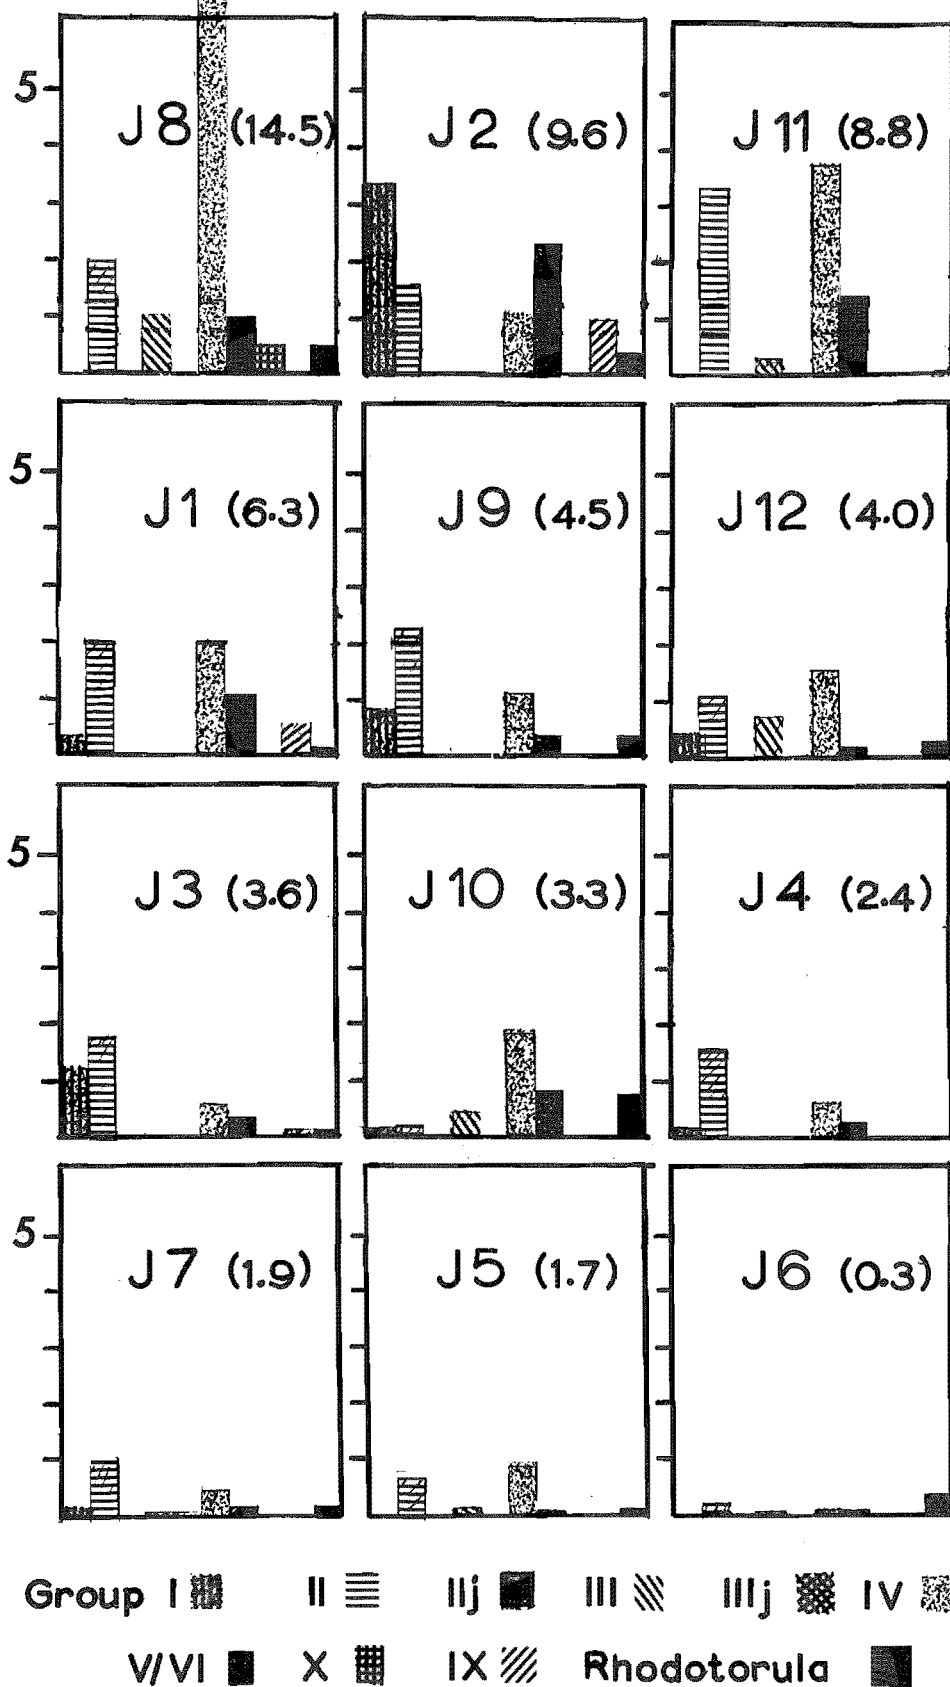 5
J8 (14.5) J2 (9.6) J11 (8.8)
5
J1 (6.3) J9 (4.5) J12 (4.0)
5
J3 (3.6) J10 (3.3) J4 (2.4)
5
J7 (1.9) J5 (1.7) J6 (0.3)
Group I II IIj III IIIj IV
V/VI X IX Rhodotorula